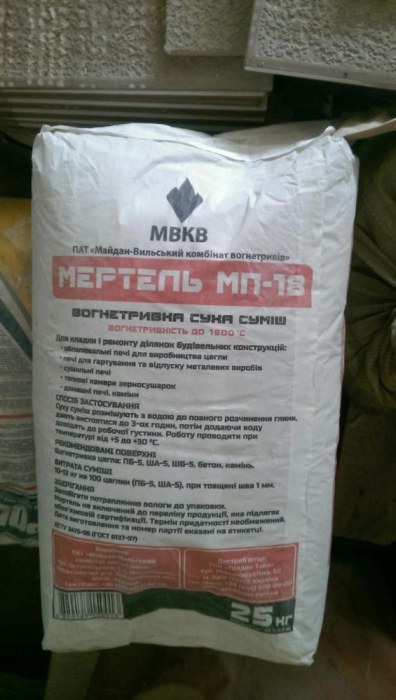 МВКВ
ПАТ «Майдан-Вильський комбінат вогнетривів»
МЕРТЕЛЬ МП-18
ВОГНЕТРИВКА СУХА СУМІШ
ВОГНЕТРИВКІСТЬ ДО 1600°С
Для кладки і ремонту ділянок будівельних конструкцій:
- обпалювальні печі для виробництва цегли
- печі для гартування та відпуску металевих виробів
- сушильні печі
- топкові камери зерносушарок
- домашні печі, каміни
СПОСІБ ЗАСТОСУВАННЯ
Суху суміш розмішують з водою до повного розчинення глини,
дають вистоятися до 3-ох годин, потім додаючи воду
доводять до робочої густини. Роботу проводити при
температурі від +5 до +30 °С.
РЕКОМЕНДОВАНІ ПОВЕРХНІ
Вогнетривка цегла: ПБ-5, ША-5, ШБ-5, бетон, камінь.
ВИТРАТА СУМІШІ
10-12 кг на 100 цеглин (ПБ-5, ША-5), при товщині шва 1 мм.
ЗБЕРІГАННЯ
Запобігати потраплянню вологи до упаковки.
Мертель не включений до переліку продукції, яка підлягає
обов'язковій сертифікації. Термін придатності необмежений.
Дата виготовлення та номер партії вказані на етикетці.
(ГОСТ 6137-97)
25 КГ